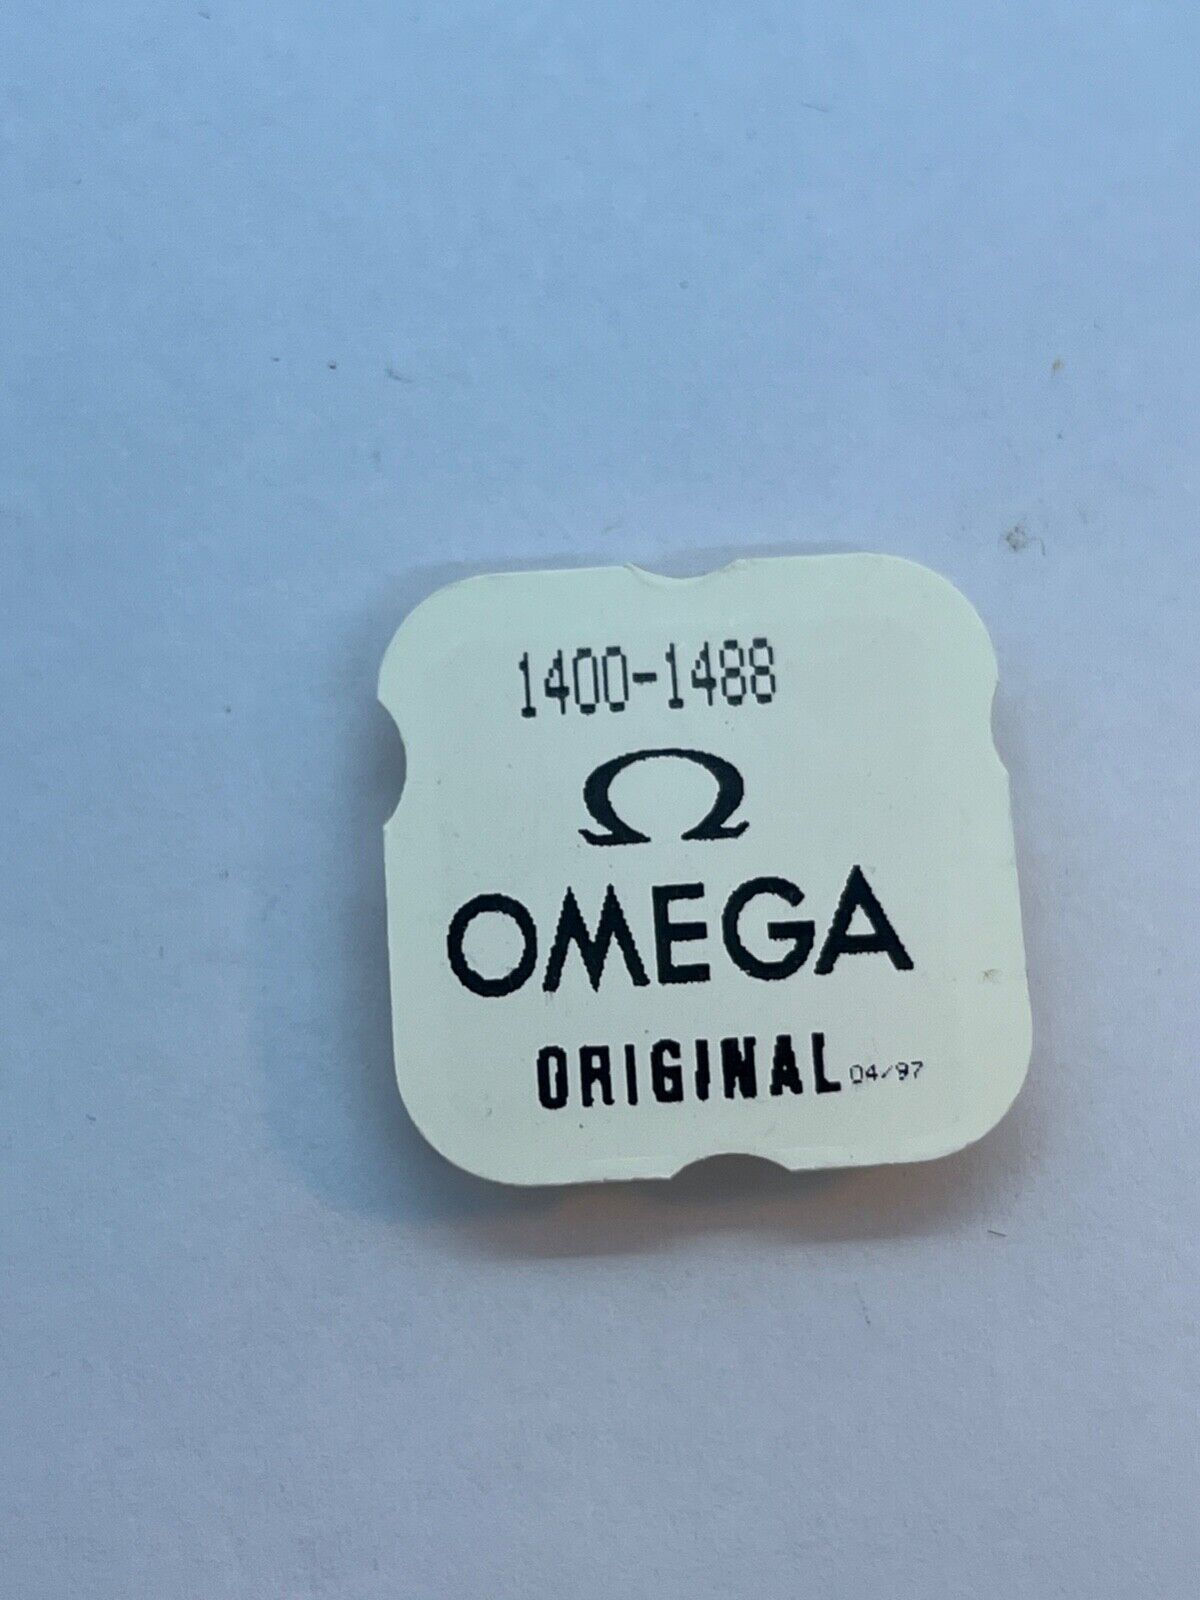 1400-1488
Ω
OMEGA
ORIGINAL 04/97